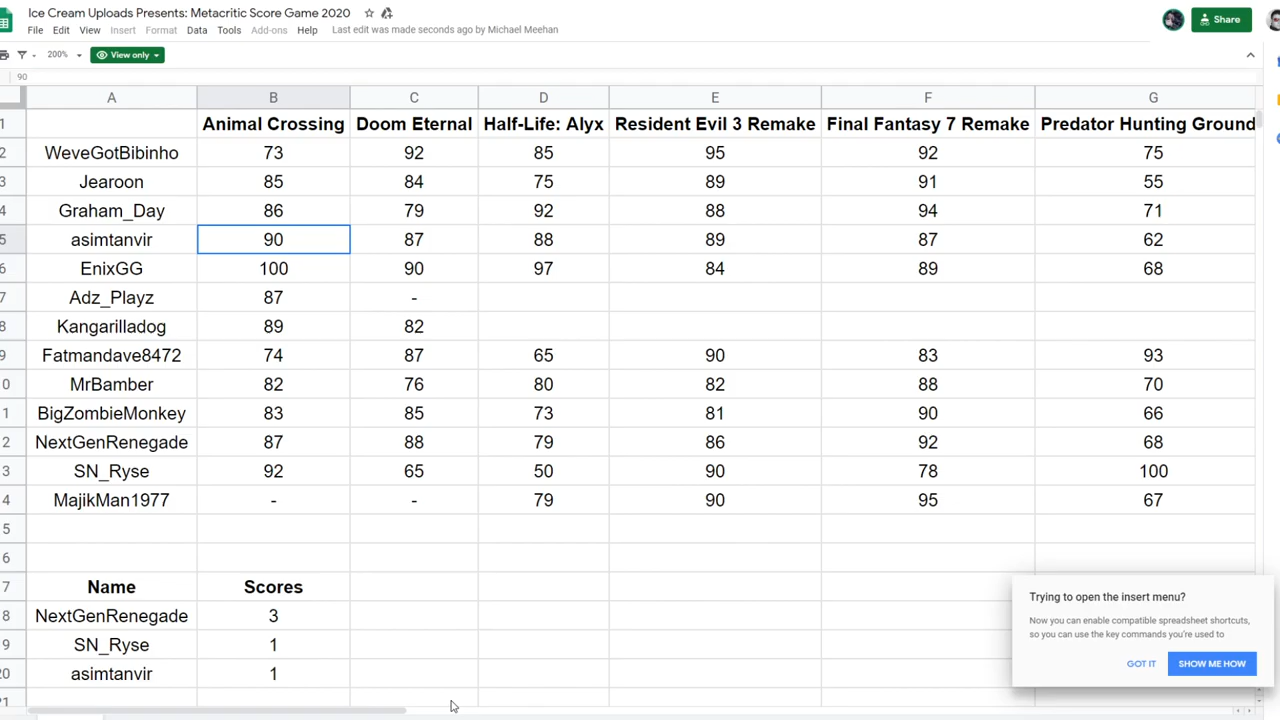 Ice Cream Uploads Presents: Metacritic Score Game 2020
File Edit View Insert Format Data Tools Add-ons Help Last edit was made seconds ago by Michael Meehan
Share
200% View only
90
A B C D E F G
1 Animal Crossing Doom Eternal Half-Life: Alyx Resident Evil 3 Remake Final Fantasy 7 Remake Predator Hunting Ground
2 WeveGotBibinho 73 92 85 95 92 75
3 Jearoon 85 84 75 89 91 55
4 Graham_Day 86 79 92 88 94 71
5 asimtanvir 90 87 88 89 87 62
6 EnixGG 100 90 97 84 89 68
7 Adz_Playz 87 -
8 Kangarilladog 89 82
9 Fatmandave8472 74 87 65 90 83 93
0 MrBamber 82 76 80 82 88 70
1 BigZombieMonkey 83 85 73 81 90 66
2 NextGenRenegade 87 88 79 86 92 68
3 SN_Ryse 92 65 50 90 78 100
4 MajikMan1977 - - 79 90 95 67
5
6
7 Name Scores
8 NextGenRenegade 3
9 SN_Ryse 1
20 asimtanvir 1
21
Trying to open the insert menu?
Now you can enable compatible spreadsheet shortcuts,
so you can use the key commands you're used to
GOT IT SHOW ME HOW